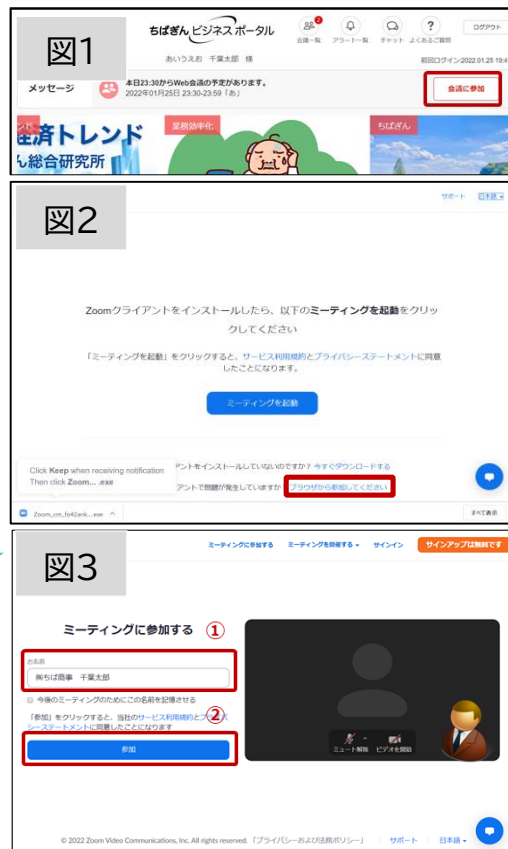 図1
ちばぎん ビジネスポータル
2
会議一覧 アラート一覧 チャット よくあるご質問
ログアウト
あいうえお 千葉太郎 様
前回ログイン:2022.01.25 19:4
メッセージ
本日23:30からWeb会議の予定があります。
2022年01月25日 23:30-23:59「あ」
会議に参加
経済トレンド
ん総合研究所
業務効率化
ちばぎん
図2
サポート 日本語
Zoomクライアントをインストールしたら、以下のミーティングを起動をクリッ
クしてください
「ミーティングを起動」をクリックすると、サービス利用規約とプライバシーステートメントに同意
したことになります。
ミーティングを起動
アントをインストールしていないのですか? 今すぐダウンロードする
Click Keep when receiving notification
Then click Zoom... .exe
アントで問題が発生していますか? ブラウザから参加してください
Zoom_cm_fo42ank....exe
すべて表示
図3
ミーティングに参加する ミーティングを開催する サインイン サインアップは無料です
ミーティングに参加する ①
お名前
㈱ちば商事 千葉太郎
今後のミーティングのためにこの名前を記憶させる
②
「参加」をクリックすると、当社のサービス利用規約とプライバ
シーステートメントに同意したことになります
参加
ミュート解除 ビデオを開始
© 2022 Zoom Video Communications, Inc. All rights reserved. 「プライバシーおよび法務ポリシー」 サポート 日本語